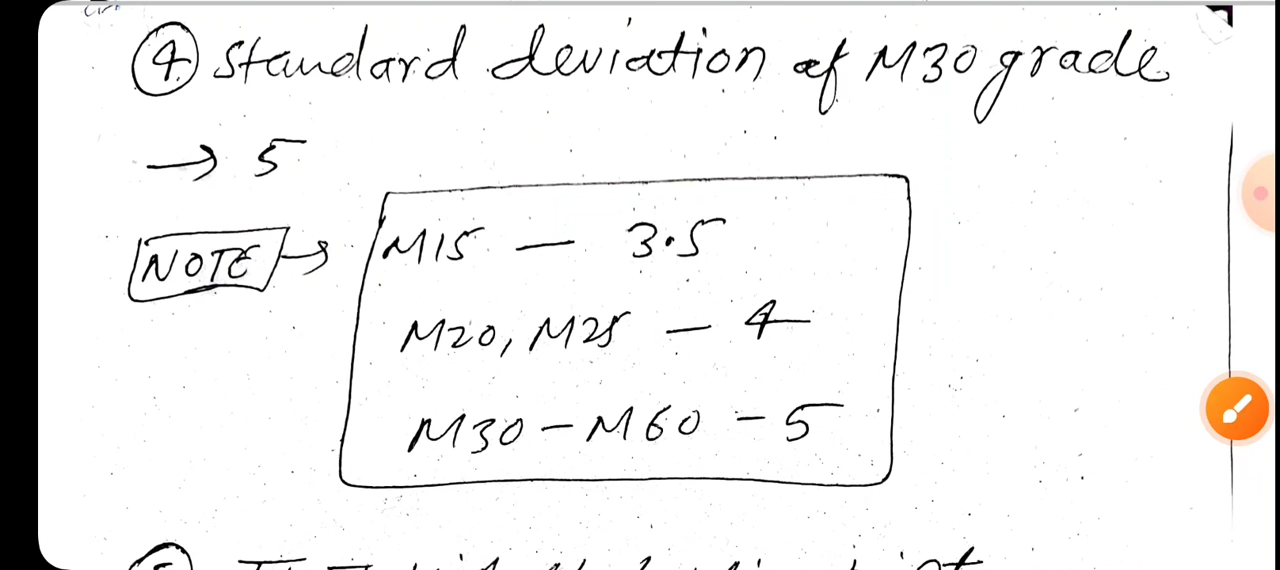 ④ Standard deviation of M30 grade
→ 5
NOTE → M15 — 3.5
M20, M25 — 4
M30 – M60 – 5